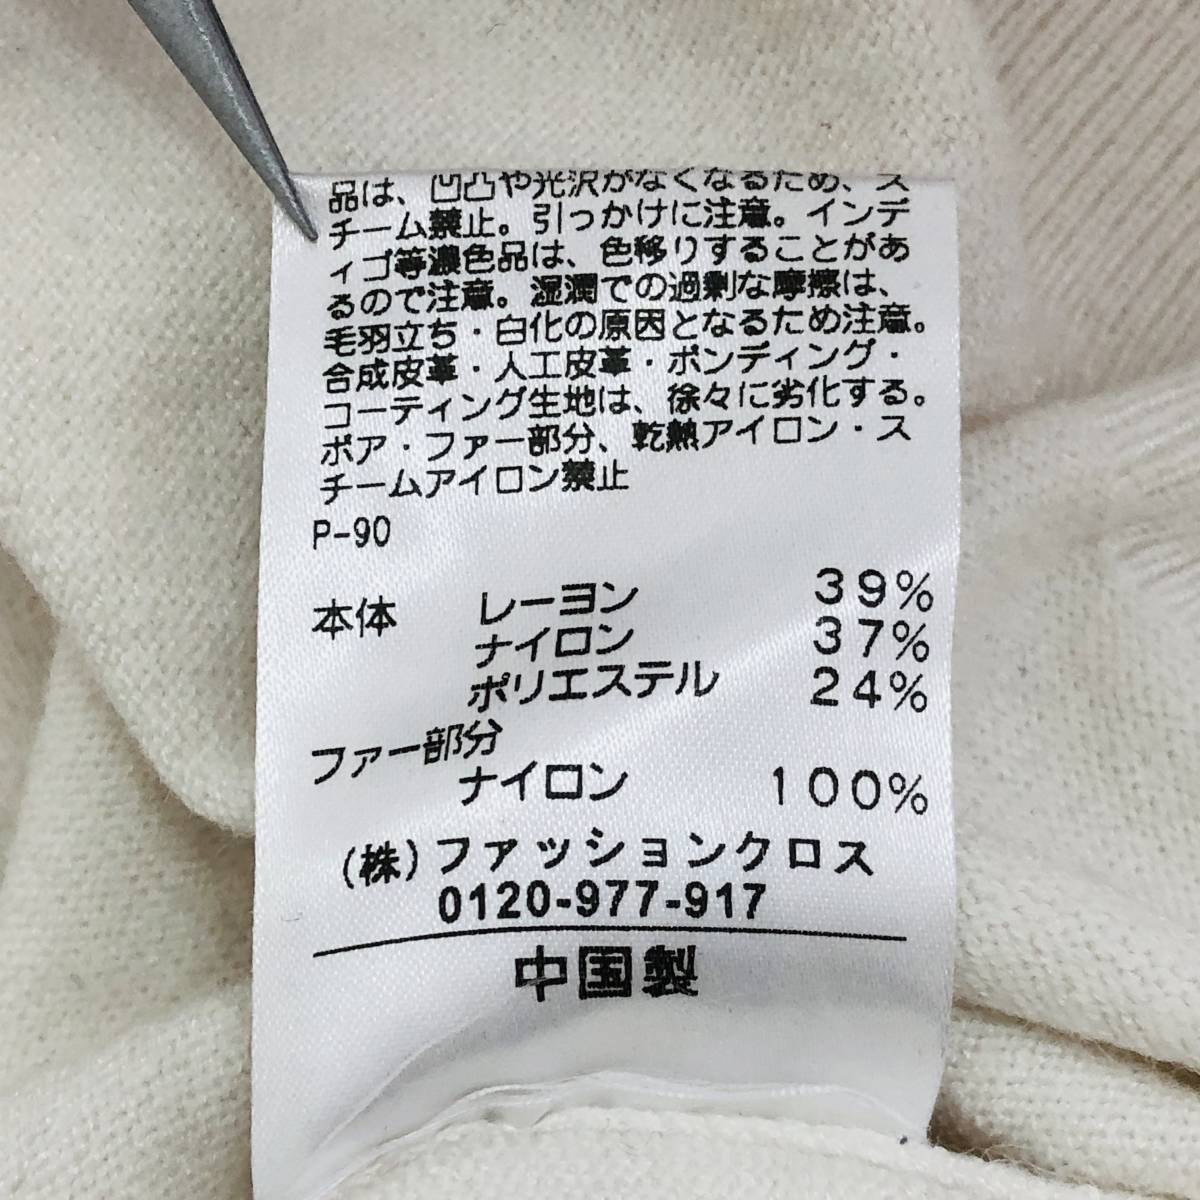 品は、凹凸や光沢がなくなるため、ス
チーム禁止。引っかけに注意。インデ
ィゴ等濃色品は、色移りすることがあ
るので注意。湿潤での過剰な摩擦は、
毛羽立ち・白化の原因となるため注意。
合成皮革・人工皮革・ボンディング・
コーティング生地は、徐々に劣化する。
ボア・ファー部分、乾熱アイロン・ス
チームアイロン禁止
P-90
本体 レーヨン 39%
ナイロン 37%
ポリエステル 24%
ファー部分
ナイロン 100%
(株)ファッションクロス
0120-977-917
中国製